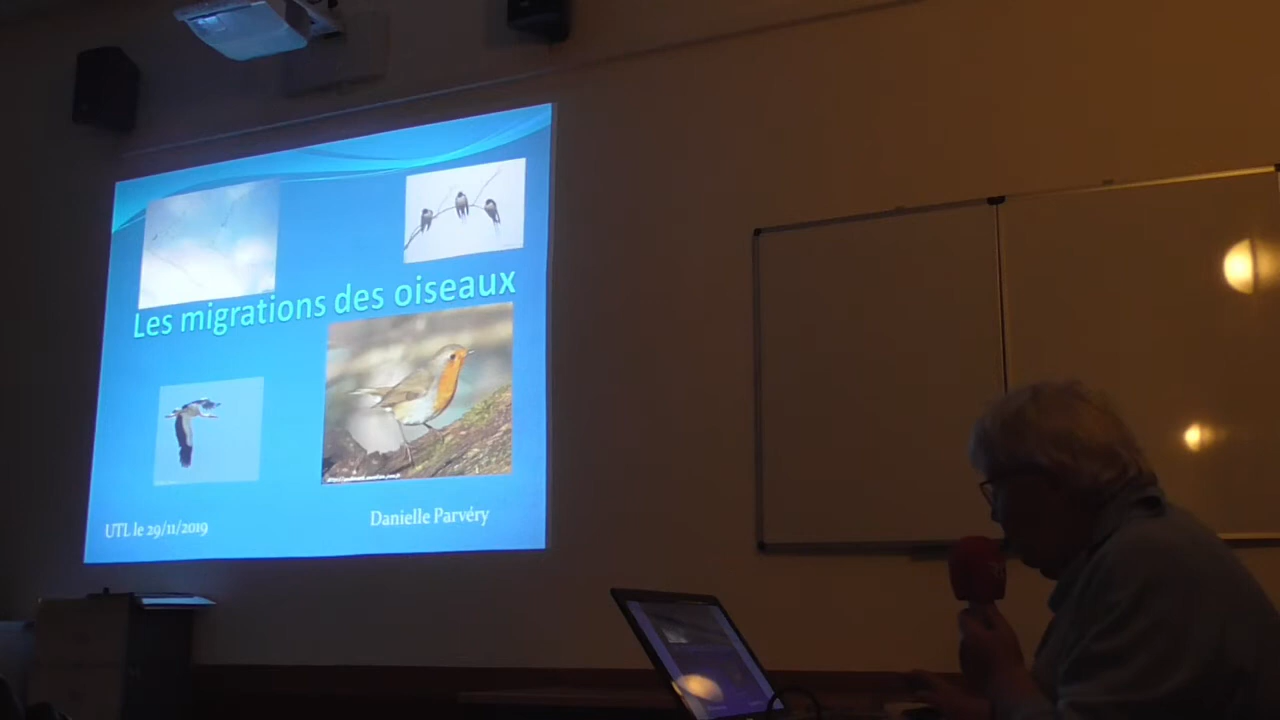 Les migrations des oiseaux
UTL le 29/11/2019
Danielle Parvéry